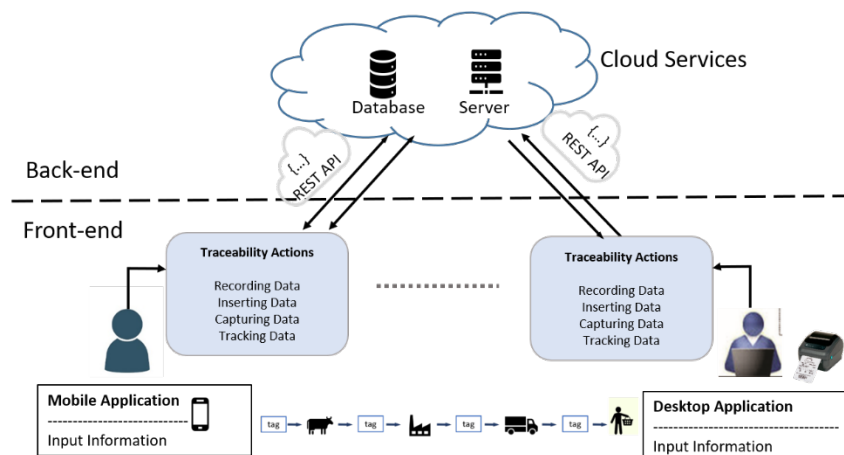 Cloud Services
Database
Server
{...}
REST API
{...}
REST API
Back-end
Front-end
Traceability Actions
Recording Data
Inserting Data
Capturing Data
Tracking Data
Traceability Actions
Recording Data
Inserting Data
Capturing Data
Tracking Data
Mobile Application
Input Information
tag
tag
tag
tag
Desktop Application
Input Information